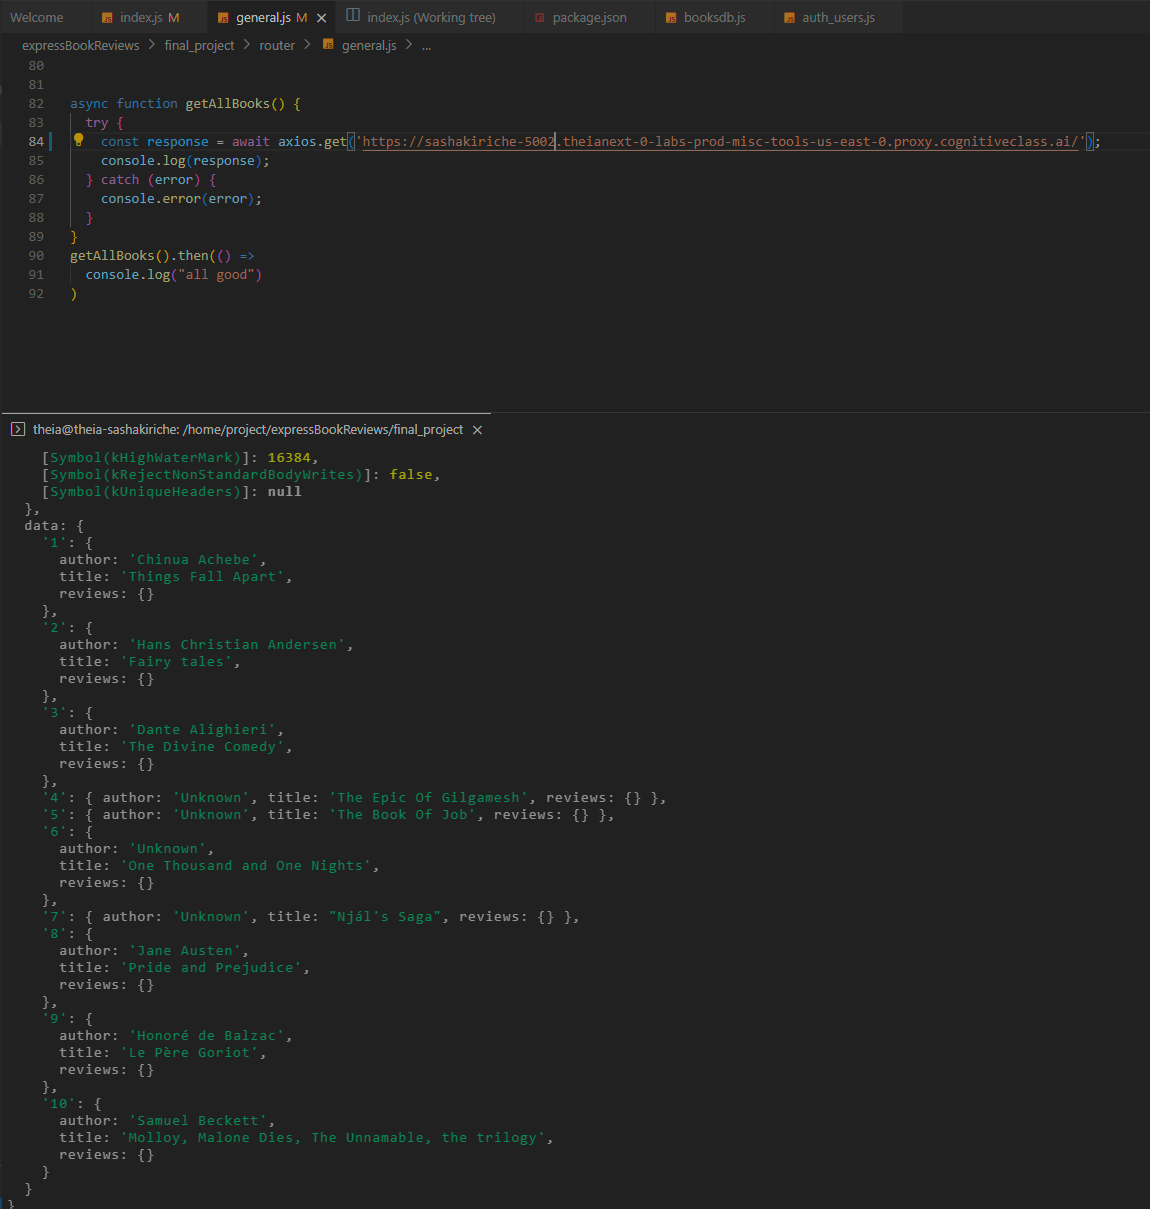 Welcome index.js M general.js M index.js (Working tree) package.json booksdb.js auth_users.js
expressBookReviews > final_project > router > general.js > ...
80
81
82 async function getAllBooks() {
83 try {
84 const response = await axios.get('https://sashakiriche-5002.theianext-0-labs-prod-misc-tools-us-east-0.proxy.cognitiveclass.ai/');
85 console.log(response);
86 } catch (error) {
87 console.error(error);
88 }
89 }
90 getAllBooks().then(() =>
91 console.log("all good")
92 )
theia@theia-sashakiriche: /home/project/expressBookReviews/final_project
[Symbol(kHighWaterMark)]: 16384,
[Symbol(kRejectNonStandardBodyWrites)]: false,
[Symbol(kUniqueHeaders)]: null
},
data: {
'1': {
author: 'Chinua Achebe',
title: 'Things Fall Apart',
reviews: {}
},
'2': {
author: 'Hans Christian Andersen',
title: 'Fairy tales',
reviews: {}
},
'3': {
author: 'Dante Alighieri',
title: 'The Divine Comedy',
reviews: {}
},
'4': { author: 'Unknown', title: 'The Epic Of Gilgamesh', reviews: {} },
'5': { author: 'Unknown', title: 'The Book Of Job', reviews: {} },
'6': {
author: 'Unknown',
title: 'One Thousand and One Nights',
reviews: {}
},
'7': { author: 'Unknown', title: "Njál's Saga", reviews: {} },
'8': {
author: 'Jane Austen',
title: 'Pride and Prejudice',
reviews: {}
},
'9': {
author: 'Honoré de Balzac',
title: 'Le Père Goriot',
reviews: {}
},
'10': {
author: 'Samuel Beckett',
title: 'Molloy, Malone Dies, The Unnamable, the trilogy',
reviews: {}
}
}
}